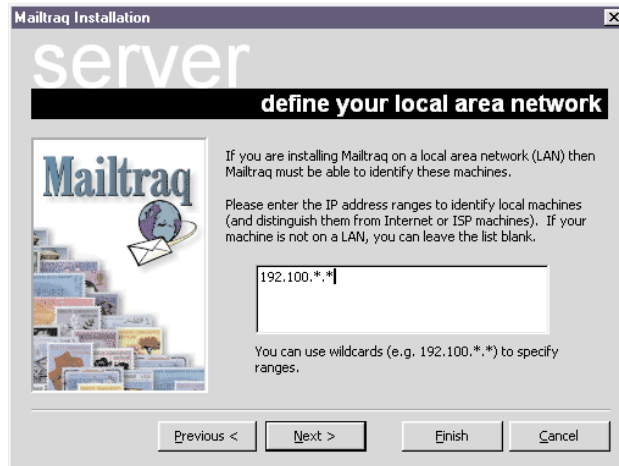 Mailtraq Installation
server
define your local area network
Mailtraq
If you are installing Mailtraq on a local area network (LAN) then
Mailtraq must be able to identify these machines.
Please enter the IP address ranges to identify local machines
(and distinguish them from Internet or ISP machines).  If your
machine is not on a LAN, you can leave the list blank.
192.100.*.*
You can use wildcards (e.g. 192.100.*.*) to specify
ranges.
Previous <
Next >
Finish
Cancel